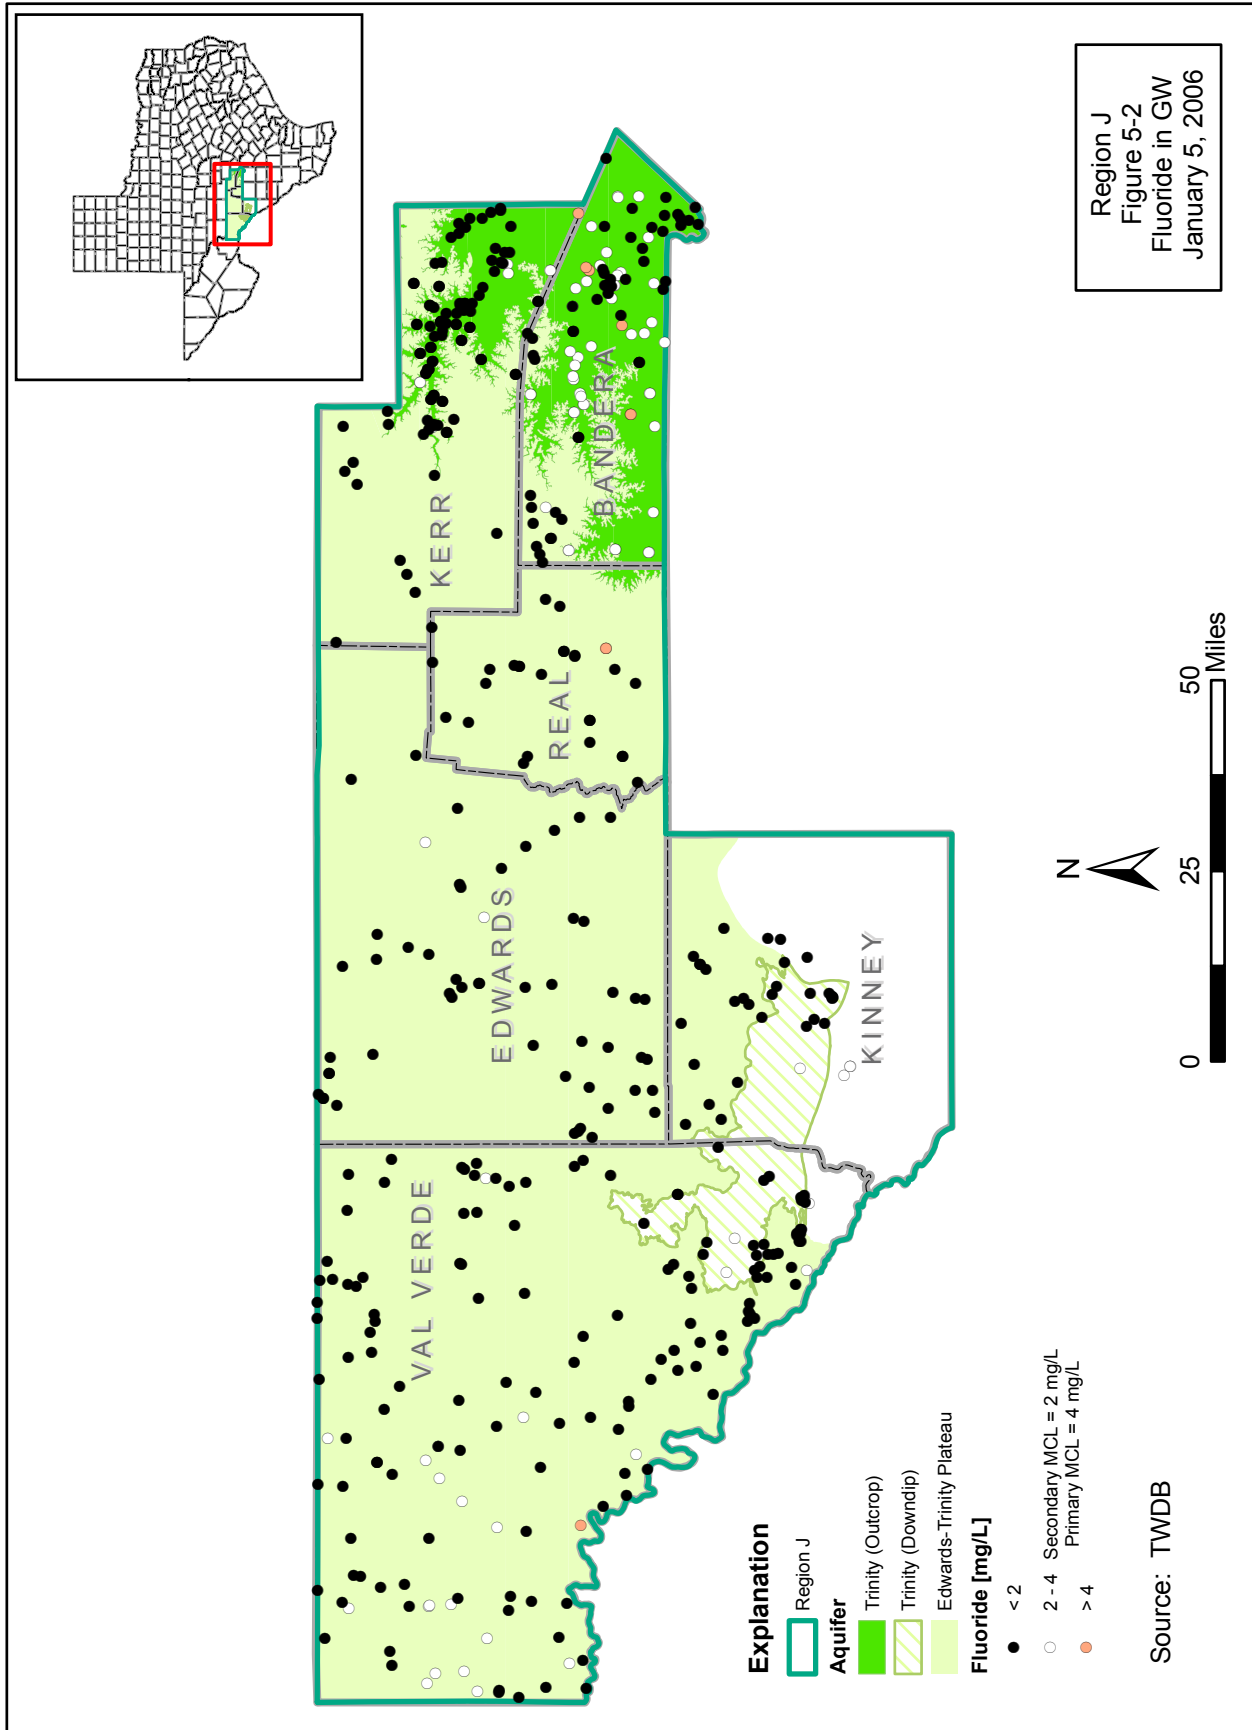 Region J
Figure 5-2
Fluoride in GW
January 5, 2006
KERR
BANDERA
REAL
EDWARDS
VAL VERDE
KINNEY
N
0 25 50
Miles
Explanation
Region J
Aquifer
Trinity (Outcrop)
Trinity (Downdip)
Edwards-Trinity Plateau
Fluoride [mg/L]
< 2
2 - 4 Secondary MCL = 2 mg/L
Primary MCL = 4 mg/L
> 4
Source: TWDB